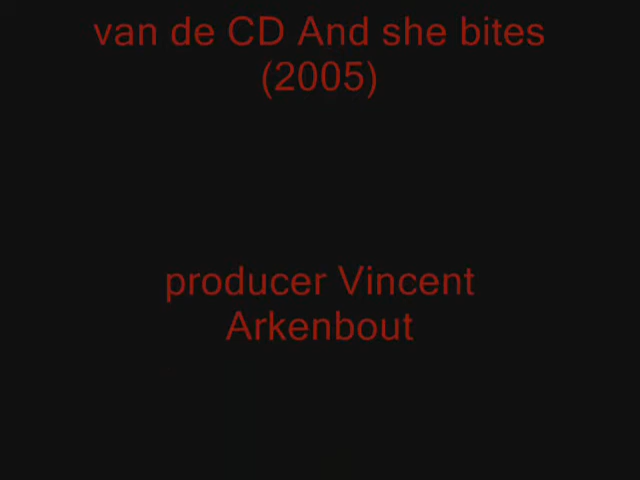 van de CD And she bites
(2005)
producer Vincent
Arkenbout